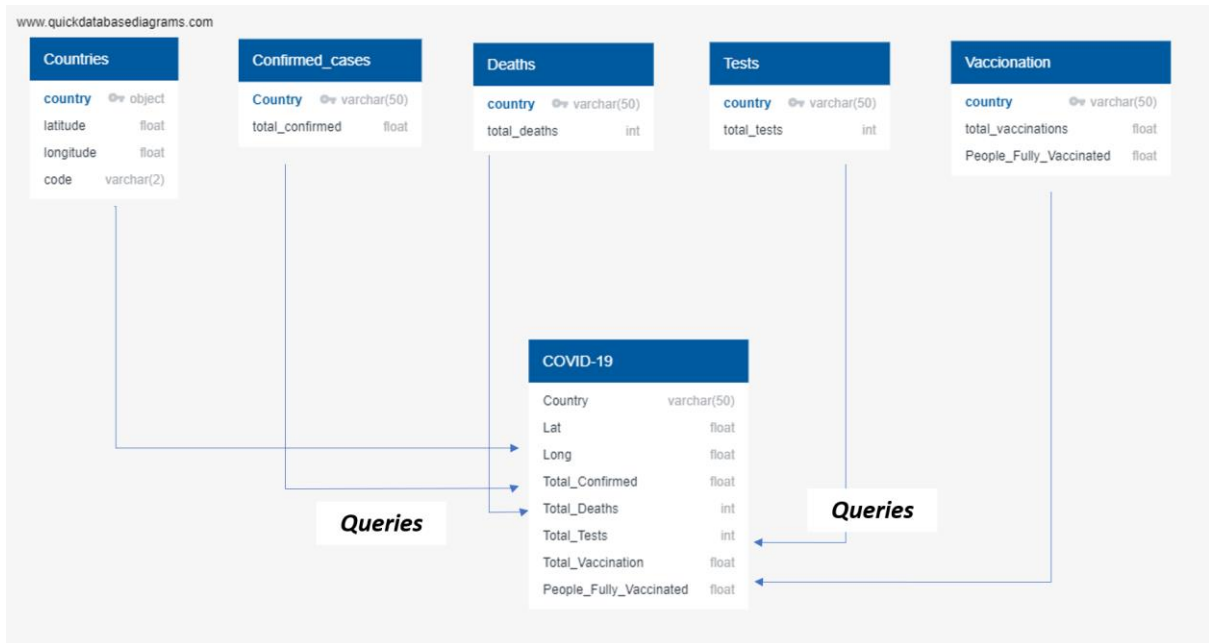 www.quickdatabasediagrams.com
Countries
country object
latitude float
longitude float
code varchar(2)
Confirmed_cases
Country varchar(50)
total_confirmed float
Deaths
country varchar(50)
total_deaths int
Tests
country varchar(50)
total_tests int
Vaccionation
country varchar(50)
total_vaccinations float
People_Fully_Vaccinated float
COVID-19
Country varchar(50)
Lat float
Long float
Total_Confirmed float
Total_Deaths int
Total_Tests int
Total_Vaccination float
People_Fully_Vaccinated float
Queries
Queries